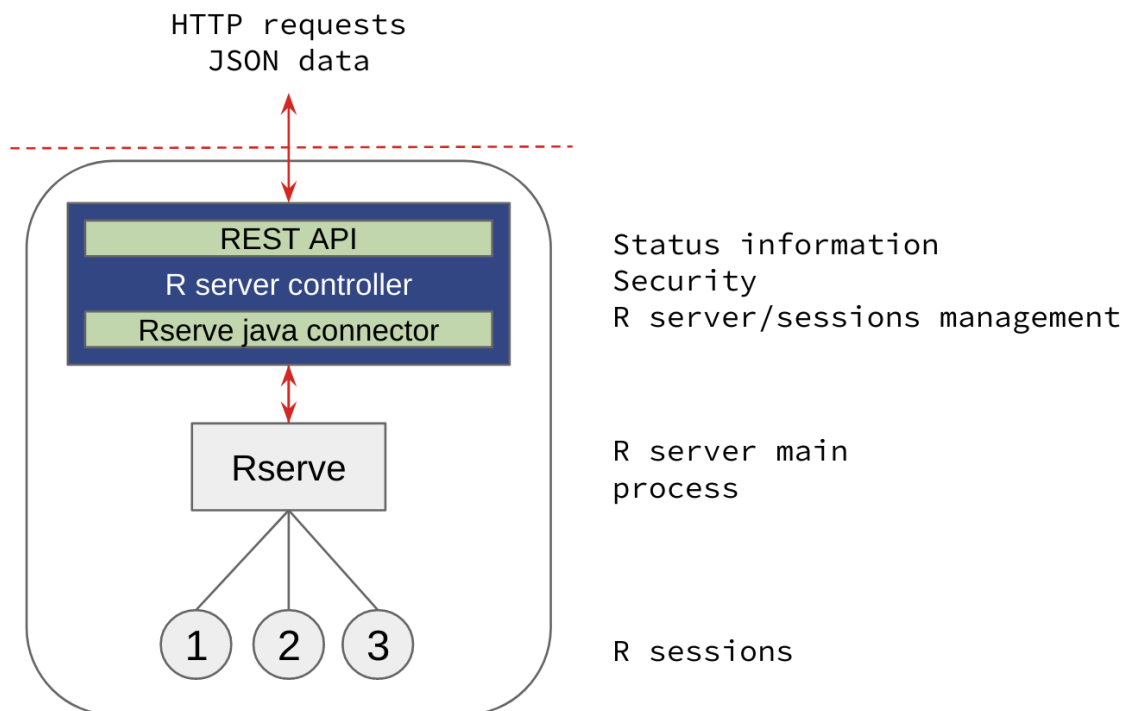 HTTP requests
JSON data
REST API
R server controller
Rserve java connector
Status information
Security
R server/sessions management
Rserve
R server main
process
1 2 3
R sessions